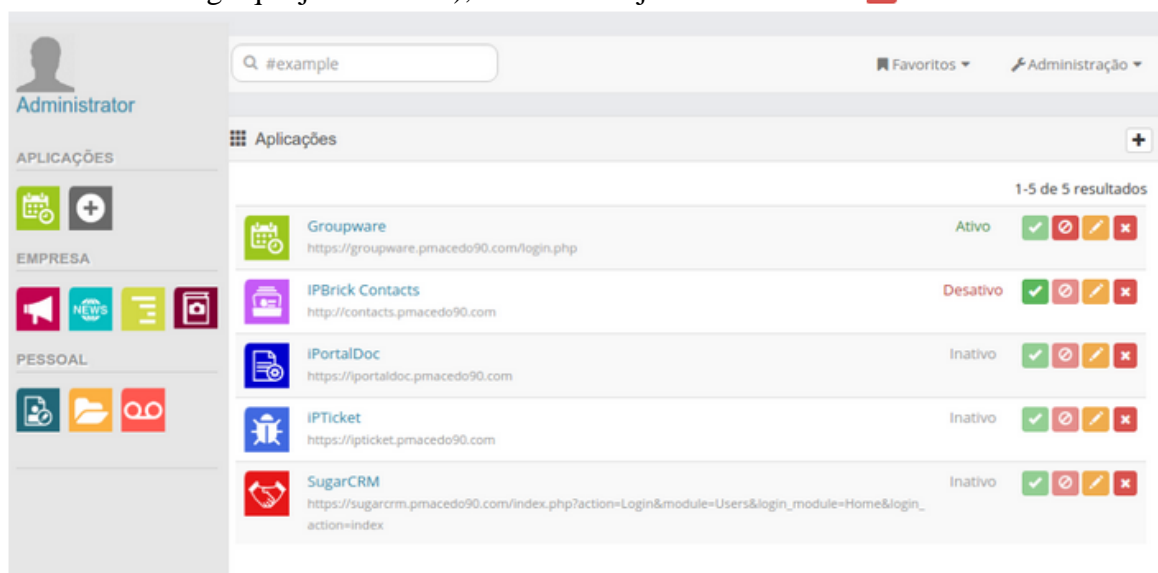 #example
Favoritos
Administração
Administrator
Aplicações
APLICAÇÕES
1-5 de 5 resultados
Groupware
Ativo
https://groupware.pmacedo90.com/login.php
EMPRESA
IPBrick Contacts
Desativo
http://contacts.pmacedo90.com
NEWS
PESSOAL
iPortalDoc
Inativo
https://iportaldoc.pmacedo90.com
IPTicket
Inativo
https://ipticket.pmacedo90.com
SugarCRM
Inativo
https://sugarcrm.pmacedo90.com/index.php?action=Login&module=Users&login_module=Home&login_
action=index